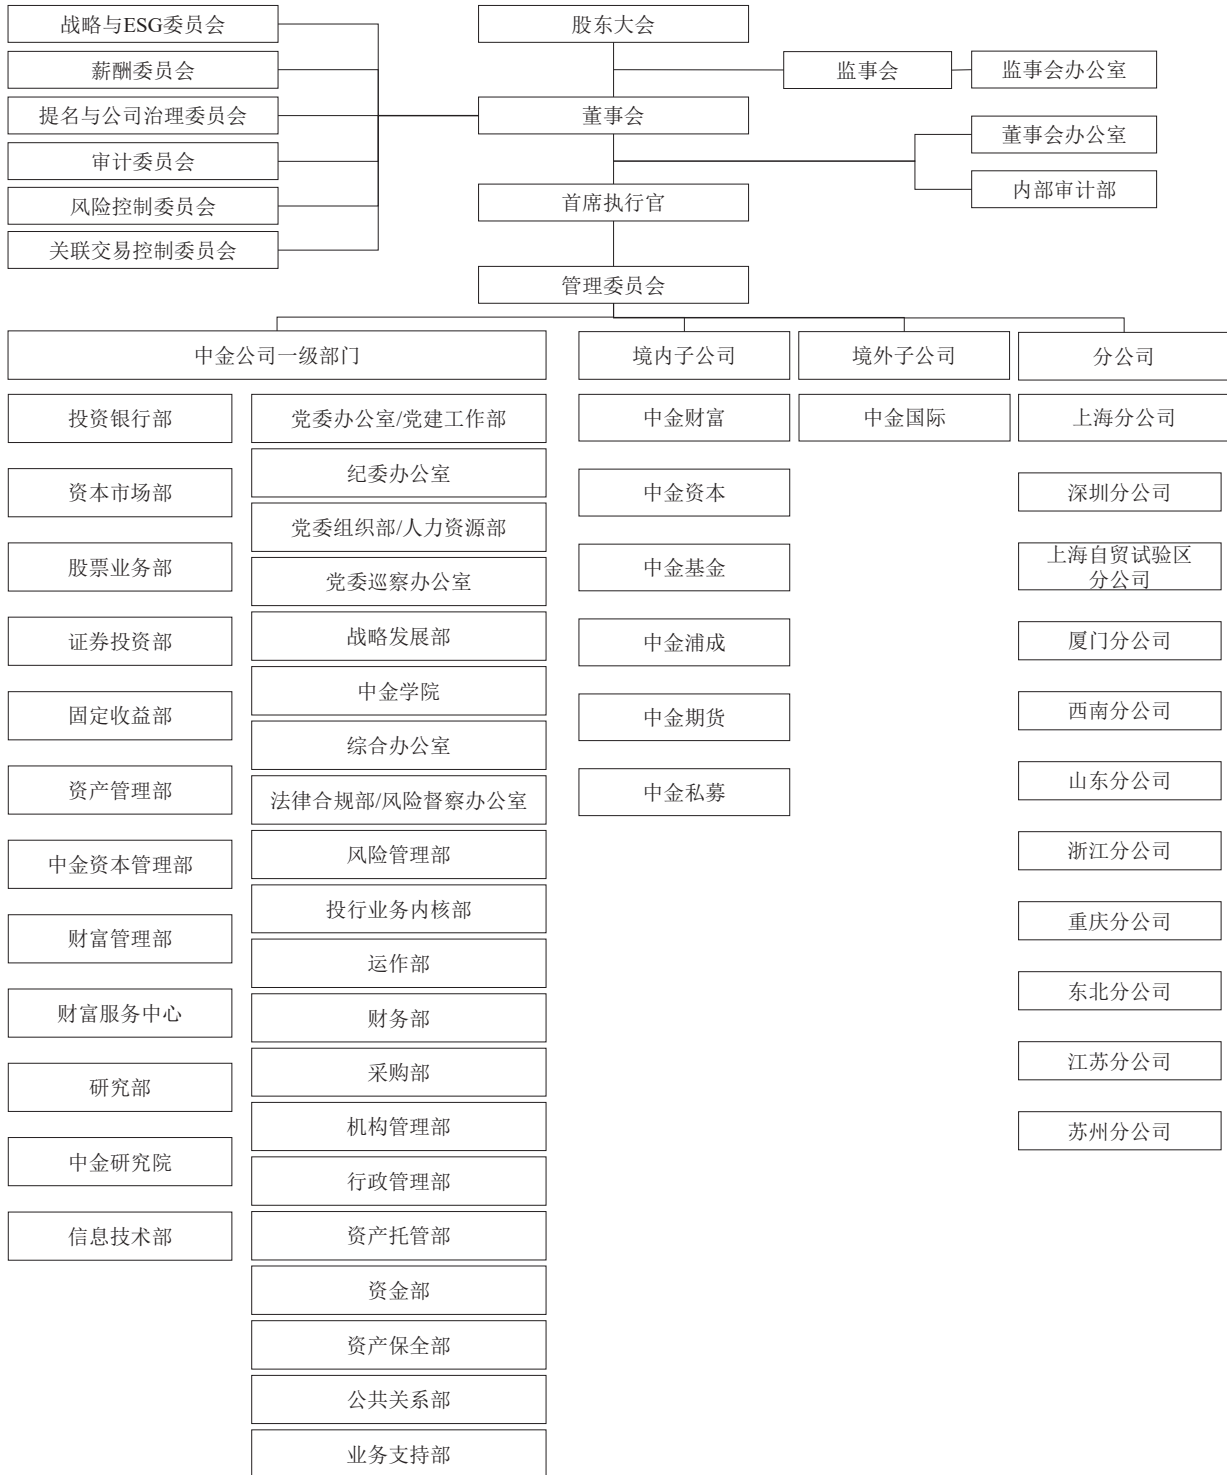 战略与ESG委员会
薪酬委员会
提名与公司治理委员会
审计委员会
风险控制委员会
关联交易控制委员会
股东大会
监事会
监事会办公室
董事会
董事会办公室
内部审计部
首席执行官
管理委员会
中金公司一级部门
投资银行部
资本市场部
股票业务部
证券投资部
固定收益部
资产管理部
中金资本管理部
财富管理部
财富服务中心
研究部
中金研究院
信息技术部
党委办公室/党建工作部
纪委办公室
党委组织部/人力资源部
党委巡察办公室
战略发展部
中金学院
综合办公室
法律合规部/风险督察办公室
风险管理部
投行业务内核部
运作部
财务部
采购部
机构管理部
行政管理部
资产托管部
资金部
资产保全部
公共关系部
业务支持部
境内子公司
中金财富
中金资本
中金基金
中金浦成
中金期货
中金私募
境外子公司
中金国际
分公司
上海分公司
深圳分公司
上海自贸试验区
分公司
厦门分公司
西南分公司
山东分公司
浙江分公司
重庆分公司
东北分公司
江苏分公司
苏州分公司